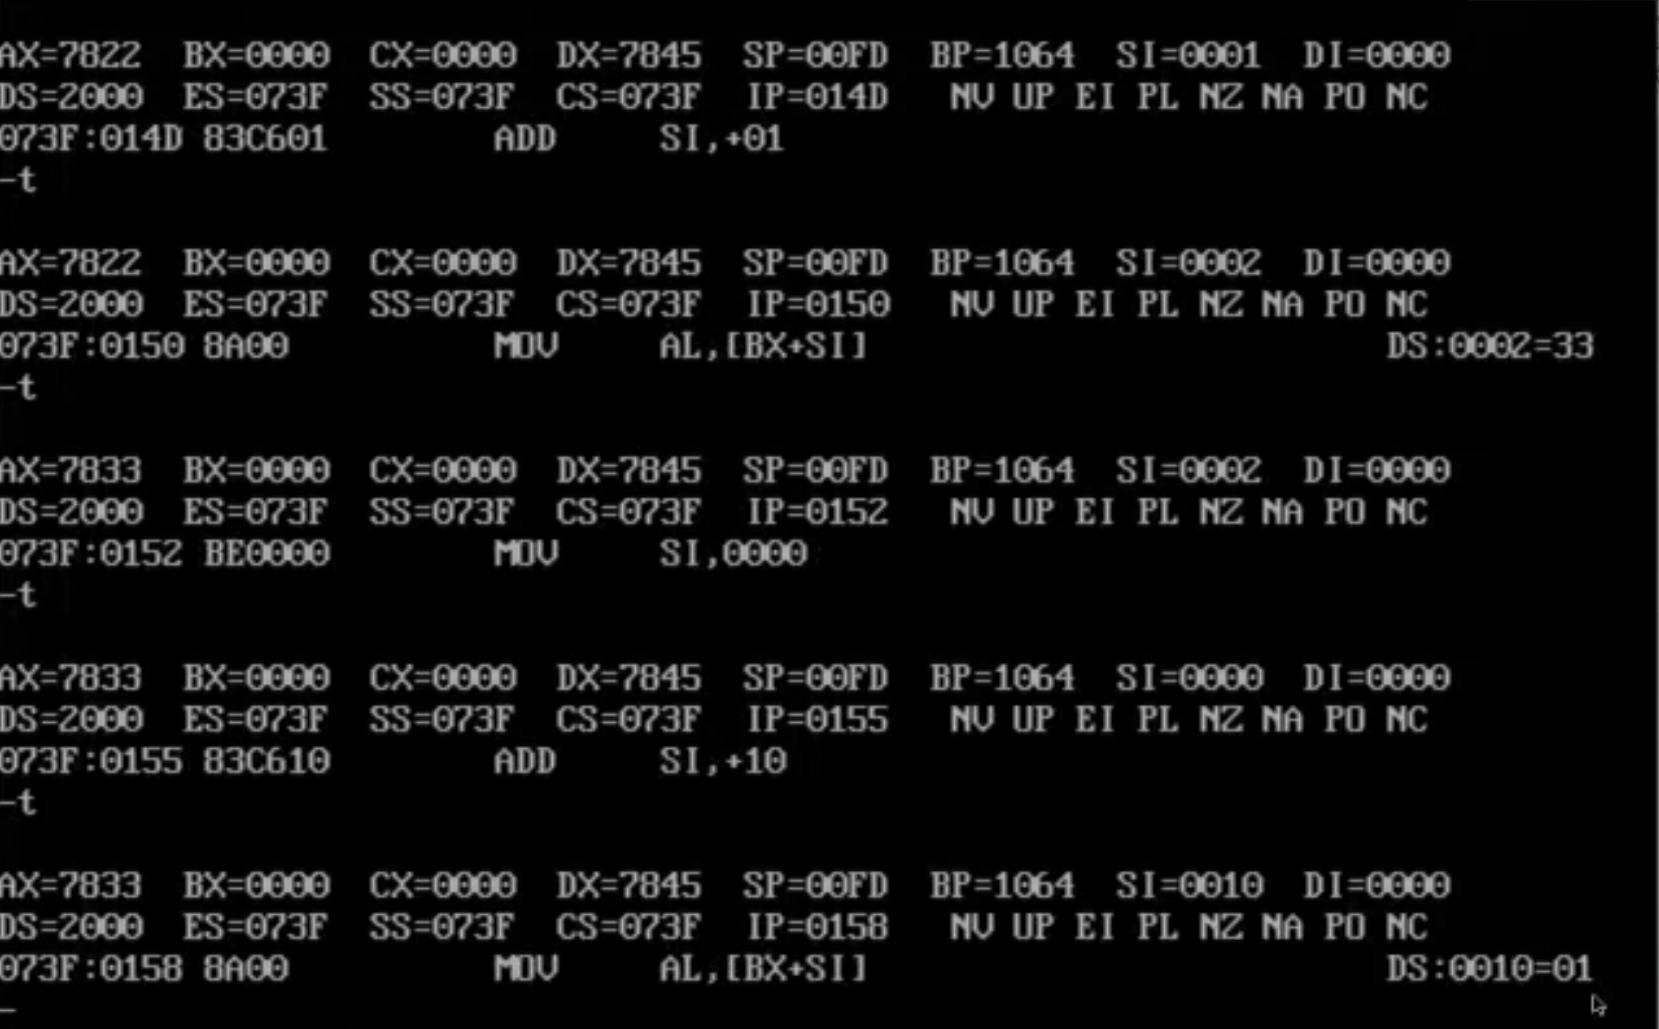 AX=7822 BX=0000 CX=0000 DX=7845 SP=00FD BP=1064 SI=0001 DI=0000
DS=2000 ES=073F SS=073F CS=073F IP=014D NV UP EI PL NZ NA PO NC
073F:014D 83C601 ADD SI,+01
-t
AX=7822 BX=0000 CX=0000 DX=7845 SP=00FD BP=1064 SI=0002 DI=0000
DS=2000 ES=073F SS=073F CS=073F IP=0150 NV UP EI PL NZ NA PO NC
073F:0150 8A00 MOV AL,[BX+SI] DS:0002=33
-t
AX=7833 BX=0000 CX=0000 DX=7845 SP=00FD BP=1064 SI=0002 DI=0000
DS=2000 ES=073F SS=073F CS=073F IP=0152 NV UP EI PL NZ NA PO NC
073F:0152 BE0000 MOV SI,0000
-t
AX=7833 BX=0000 CX=0000 DX=7845 SP=00FD BP=1064 SI=0000 DI=0000
DS=2000 ES=073F SS=073F CS=073F IP=0155 NV UP EI PL NZ NA PO NC
073F:0155 83C610 ADD SI,+10
-t
AX=7833 BX=0000 CX=0000 DX=7845 SP=00FD BP=1064 SI=0010 DI=0000
DS=2000 ES=073F SS=073F CS=073F IP=0158 NV UP EI PL NZ NA PO NC
073F:0158 8A00 MOV AL,[BX+SI] DS:0010=01
-